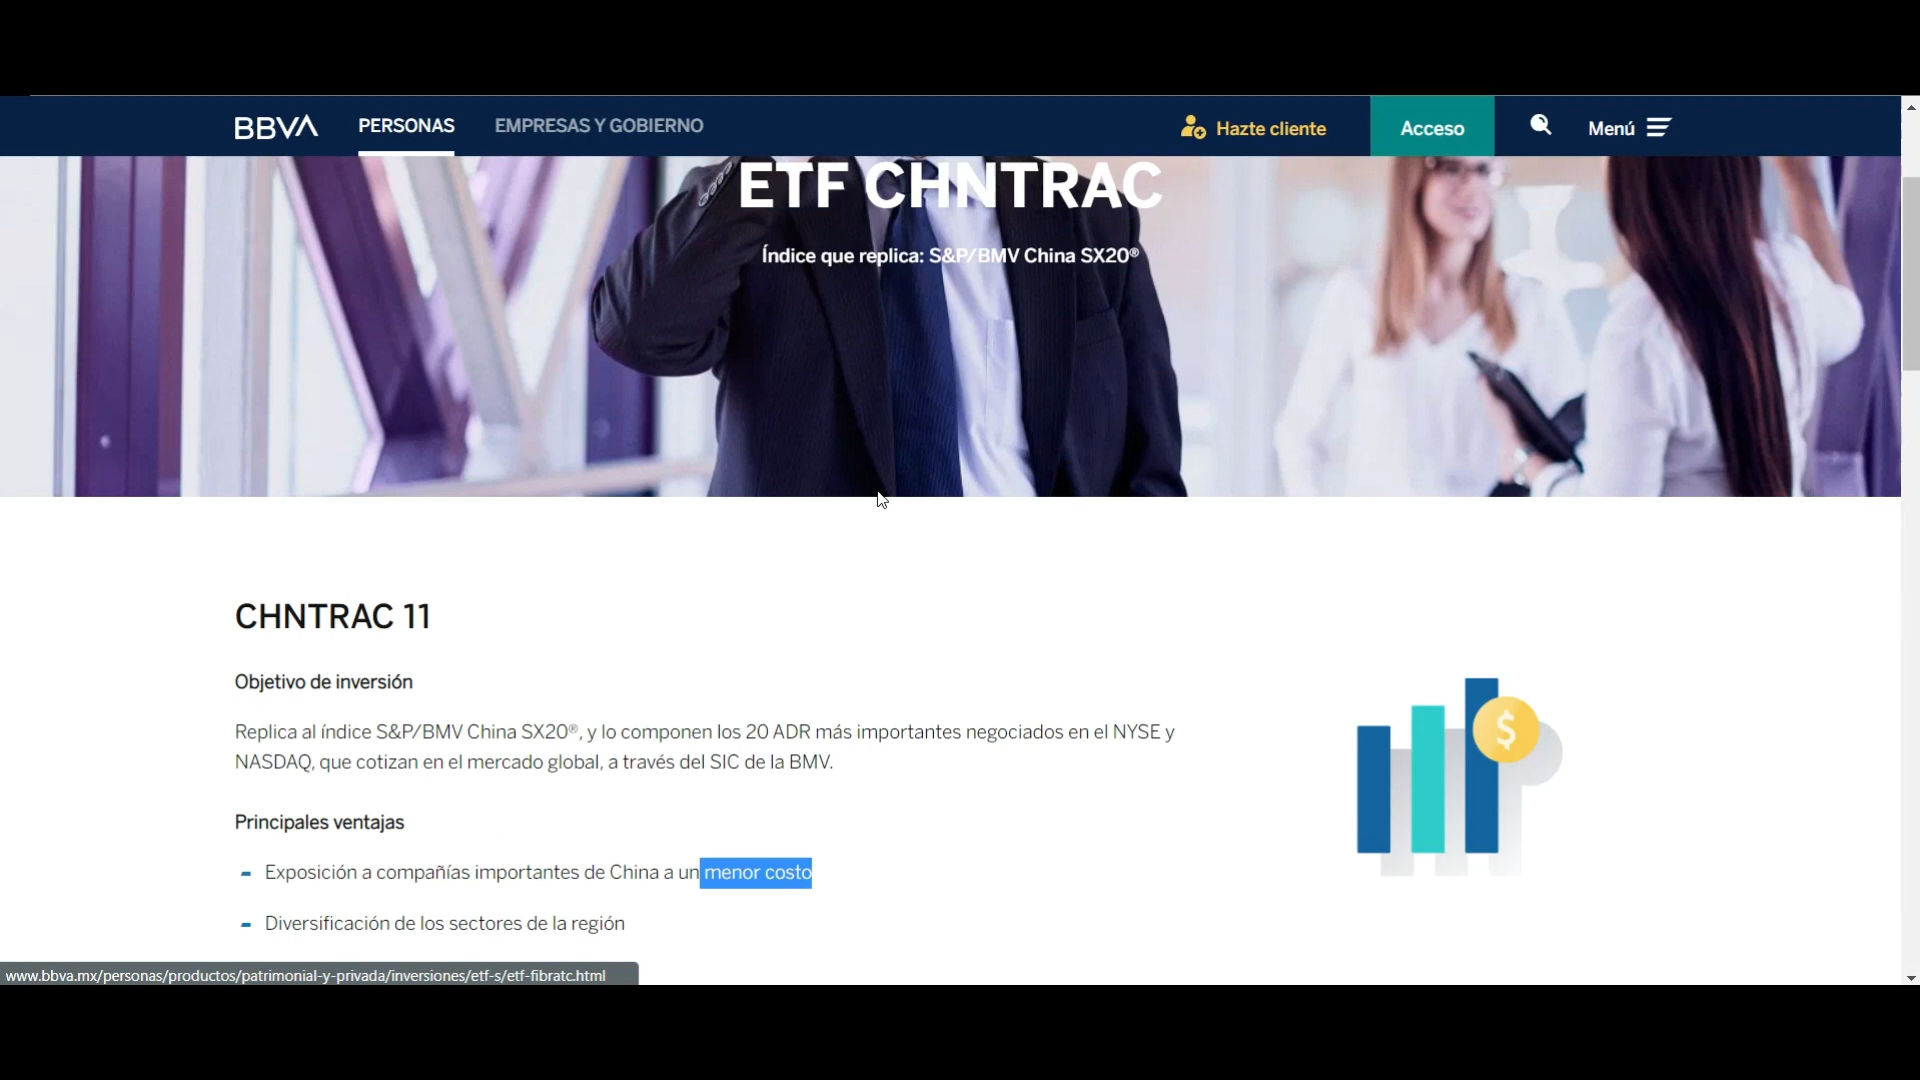 BBVA PERSONAS EMPRESAS Y GOBIERNO Hazte cliente Acceso Menú
ETF CHNTRAC
Índice que replica: S&P/BMV China SX20®
CHNTRAC 11
Objetivo de inversión
Replica al índice S&P/BMV China SX20®, y lo componen los 20 ADR más importantes negociados en el NYSE y
NASDAQ, que cotizan en el mercado global, a través del SIC de la BMV.
$
Principales ventajas
- Exposición a compañías importantes de China a un menor costo
- Diversificación de los sectores de la región
www.bbva.mx/personas/productos/patrimonial-y-privada/inversiones/etf-s/etf-fibratc.html